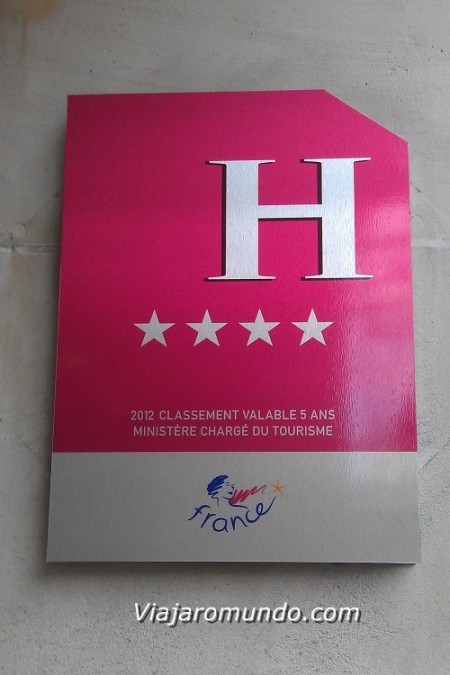 H
2012 CLASSEMENT VALABLE 5 ANS
MINISTÈRE CHARGÉ DU TOURISME
france
Viajaromundo.com